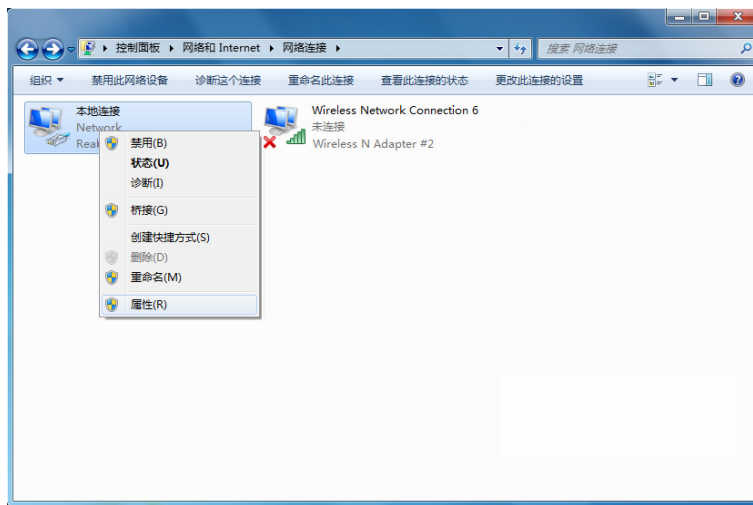 控制面板 ▸ 网络和 Internet ▸ 网络连接 ▸
搜索 网络连接
组织 禁用此网络设备 诊断这个连接 重命名此连接 查看此连接的状态 更改此连接的设置
本地连接
Network
Wireless Network Connection 6
未连接
Wireless N Adapter #2
禁用(B)
状态(U)
诊断(I)
桥接(G)
创建快捷方式(S)
删除(D)
重命名(M)
属性(R)